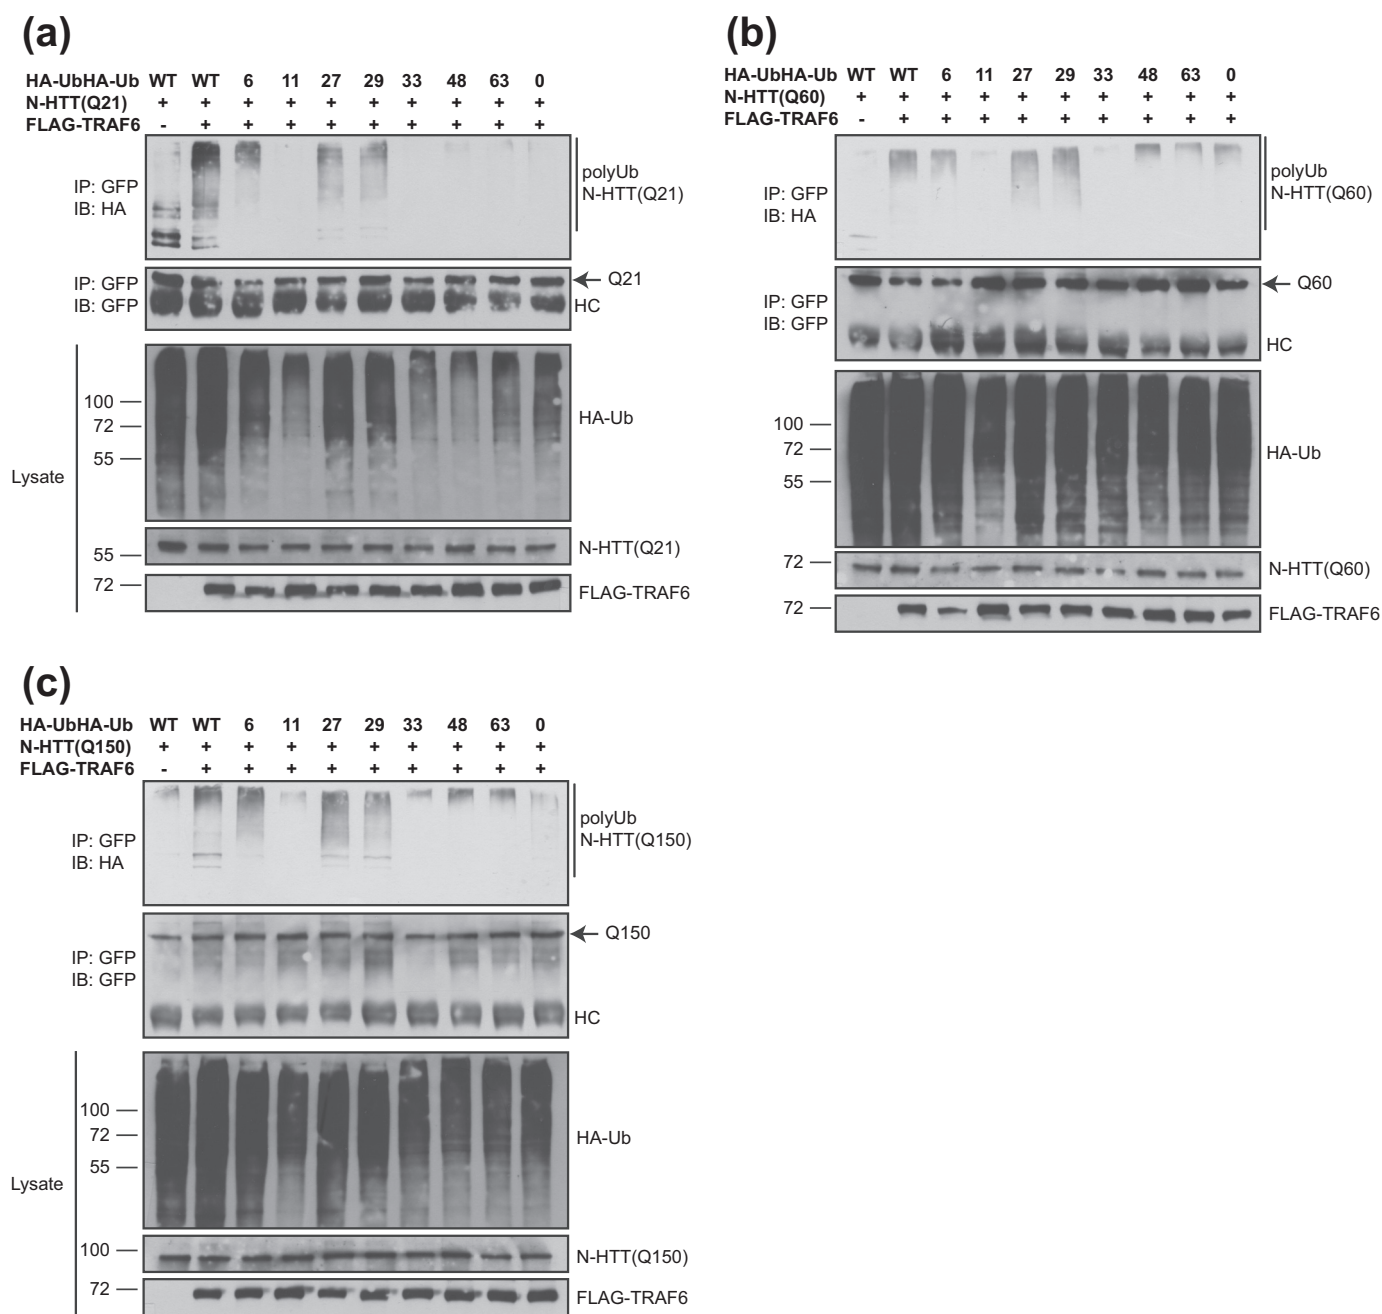 (a)
HA-UbHA-Ub WT WT 6 11 27 29 33 48 63 0
N-HTT(Q21) + + + + + + + + + +
FLAG-TRAF6 - + + + + + + + + +
IP: GFP
IB: HA
polyUb
N-HTT(Q21)
IP: GFP
IB: GFP
Q21
HC
100
72
55
HA-Ub
Lysate
55
N-HTT(Q21)
72
FLAG-TRAF6
(b)
HA-UbHA-Ub WT WT 6 11 27 29 33 48 63 0
N-HTT(Q60) + + + + + + + + + +
FLAG-TRAF6 - + + + + + + + + +
IP: GFP
IB: HA
polyUb
N-HTT(Q60)
IP: GFP
IB: GFP
Q60
HC
100
72
55
HA-Ub
72
N-HTT(Q60)
72
FLAG-TRAF6
(c)
HA-UbHA-Ub WT WT 6 11 27 29 33 48 63 0
N-HTT(Q150) + + + + + + + + + +
FLAG-TRAF6 - + + + + + + + + +
IP: GFP
IB: HA
polyUb
N-HTT(Q150)
IP: GFP
IB: GFP
Q150
HC
100
72
55
HA-Ub
Lysate
100
N-HTT(Q150)
72
FLAG-TRAF6